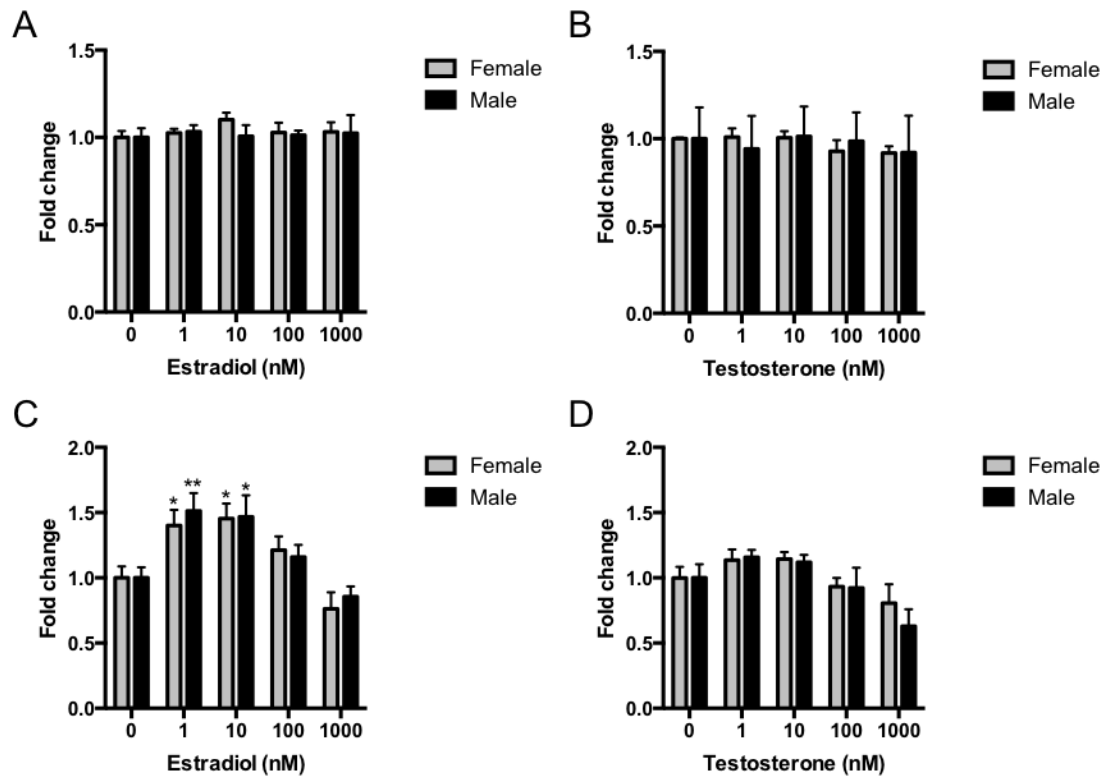 A
1.5
1.0
0.5
0.0
Fold change
0 1 10 100 1000
Estradiol (nM)
Female
Male
B
1.5
1.0
0.5
0.0
Fold change
0 1 10 100 1000
Testosterone (nM)
Female
Male
C
2.0
1.5
1.0
0.5
0.0
Fold change
* ** * *
0 1 10 100 1000
Estradiol (nM)
Female
Male
D
2.0
1.5
1.0
0.5
0.0
Fold change
0 1 10 100 1000
Testosterone (nM)
Female
Male